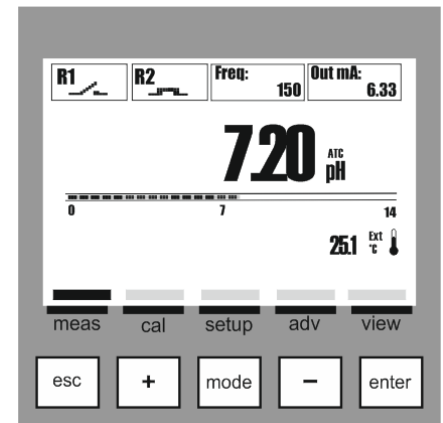 R1 R2 Freq: 150 Out mA: 6.33
7.20 ATC pH
0 7 14
25.1 Ext °C
meas cal setup adv view
esc + mode - enter